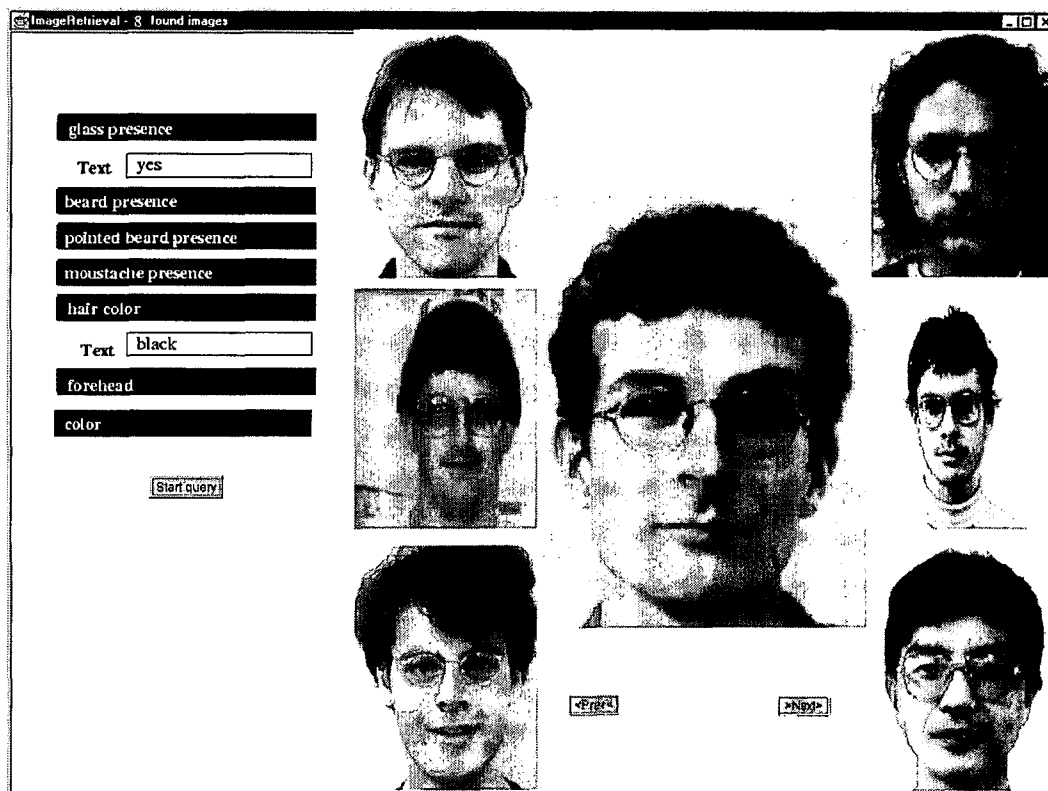 ImageRetrieval - 8 found images
glass presence
Text yes
beard presence
pointed beard presence
moustache presence
hair color
Text black
forehead
color
Start query
<Prev<
>Next>